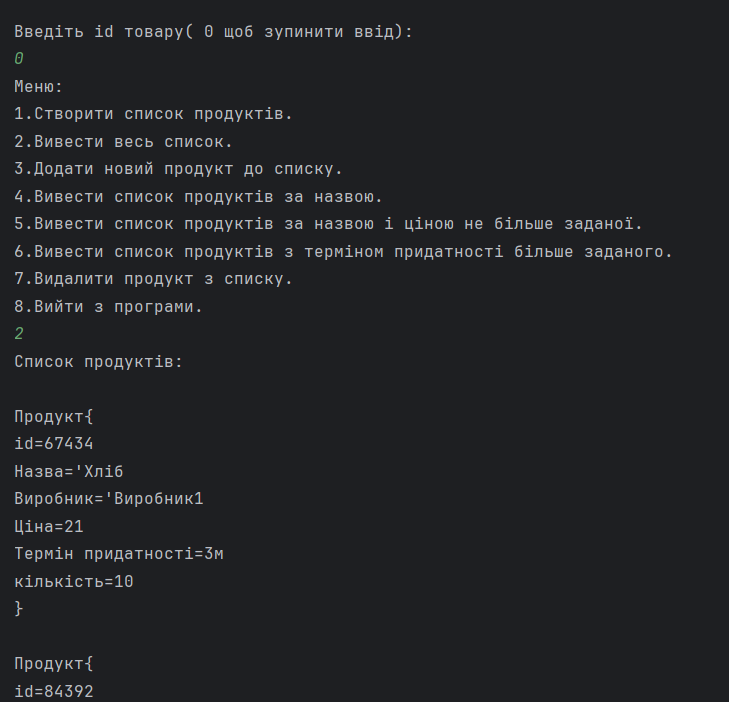 Введіть id товару( 0 щоб зупинити ввід):
0
Меню:
1.Створити список продуктів.
2.Вивести весь список.
3.Додати новий продукт до списку.
4.Вивести список продуктів за назвою.
5.Вивести список продуктів за назвою і ціною не більше заданої.
6.Вивести список продуктів з терміном придатності більше заданого.
7.Видалити продукт з списку.
8.Вийти з програми.
2
Список продуктів:
Продукт{
id=67434
Назва='Хліб
Виробник='Виробник1
Ціна=21
Термін придатності=3м
кількість=10
}
Продукт{
id=84392